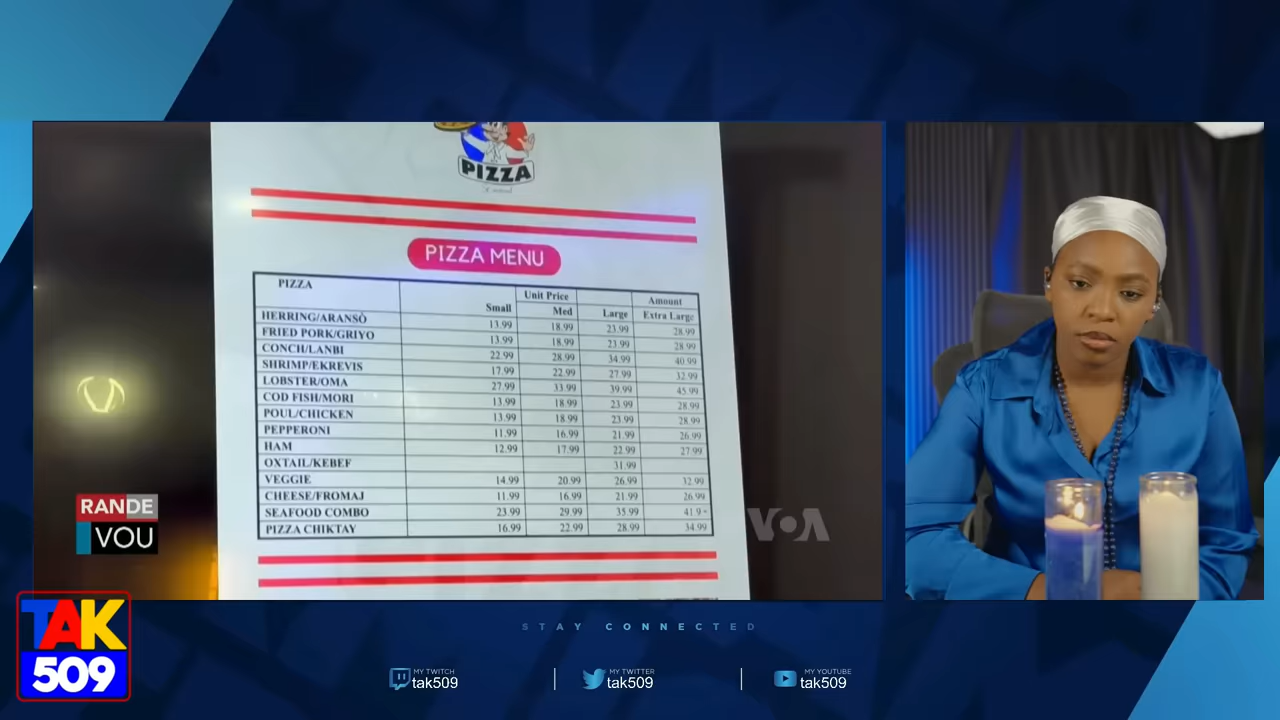 PIZZA
PIZZA MENU
PIZZA Unit Price Amount
Small Med Large Extra Large
HERRING/ARANSÒ 13.99 18.99 23.99 28.99
FRIED PORK/GRIYO 13.99 18.99 23.99 28.99
CONCH/LANBI 22.99 28.99 34.99 40.99
SHRIMP/EKREVIS 17.99 22.99 27.99 32.99
LOBSTER/OMA 27.99 33.99 39.99 45.99
COD FISH/MORI 13.99 18.99 23.99 28.99
POUL/CHICKEN 13.99 18.99 23.99 28.99
PEPPERONI 11.99 16.99 21.99 26.99
HAM 12.99 17.99 22.99 27.99
OXTAIL/KEBEF 31.99
VEGGIE 14.99 20.99 26.99 32.99
CHEESE/FROMAJ 11.99 16.99 21.99 26.99
SEAFOOD COMBO 23.99 29.99 35.99 41.9
PIZZA CHIKTAY 16.99 22.99 28.99 34.99
RANDE
VOU
VOA
TAK
509
STAY CONNECTED
MY TWITCH
tak509
MY TWITTER
tak509
MY YOUTUBE
tak509